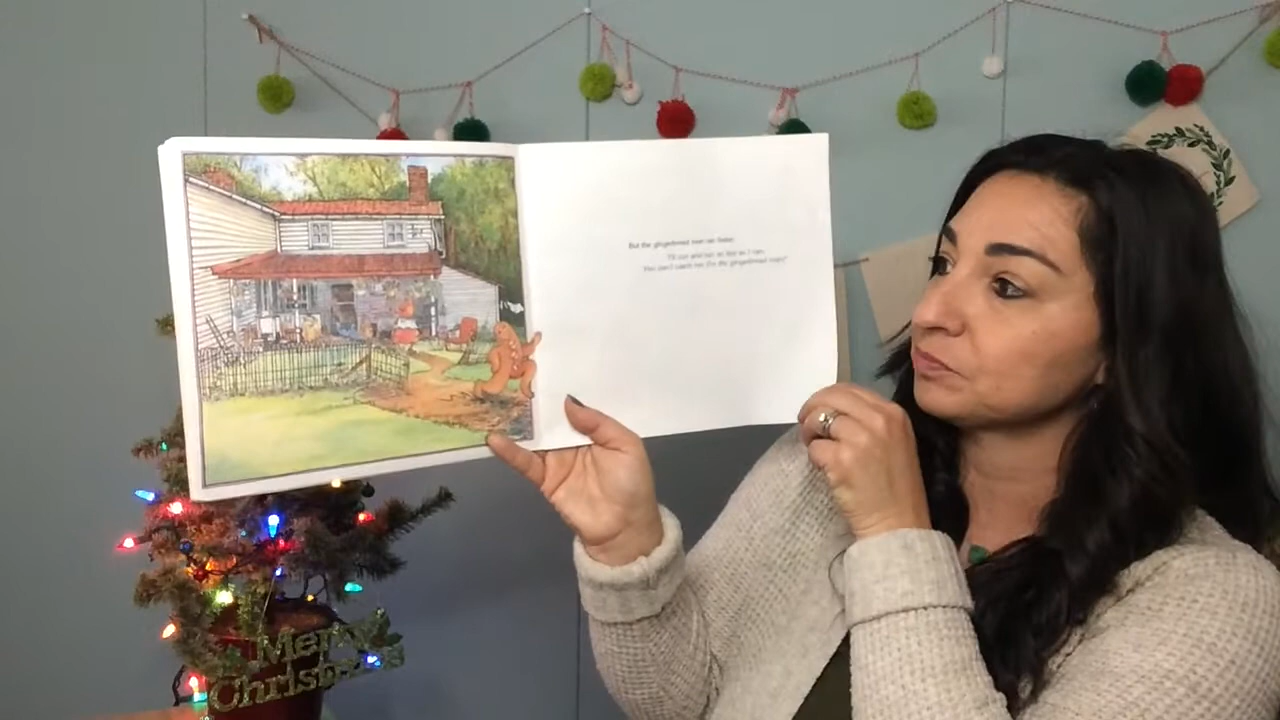 But the gingerbread man ran faster.
"I'll run and run as fast as I can.
You can't catch me; I'm the gingerbread man!"
Merry
Christmas